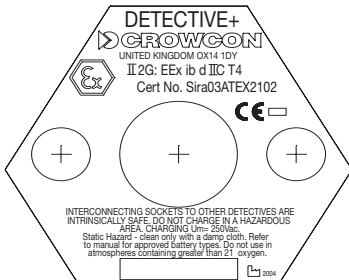 DETECTIVE+
CROWCON
UNITED KINGDOM OX14 1DY
Ex
II 2G: EEx ib d IIC T4
Cert No. Sira03ATEX2102
CE
INTERCONNECTING SOCKETS TO OTHER DETECTIVES ARE
INTRINSICALLY SAFE. DO NOT CHARGE IN A HAZARDOUS
AREA. CHARGING Um= 250Vac.
Static Hazard - clean only with a damp cloth. Refer
to manual for approved battery types. Do not use in
atmospheres containing greater than 21 oxygen.
2004